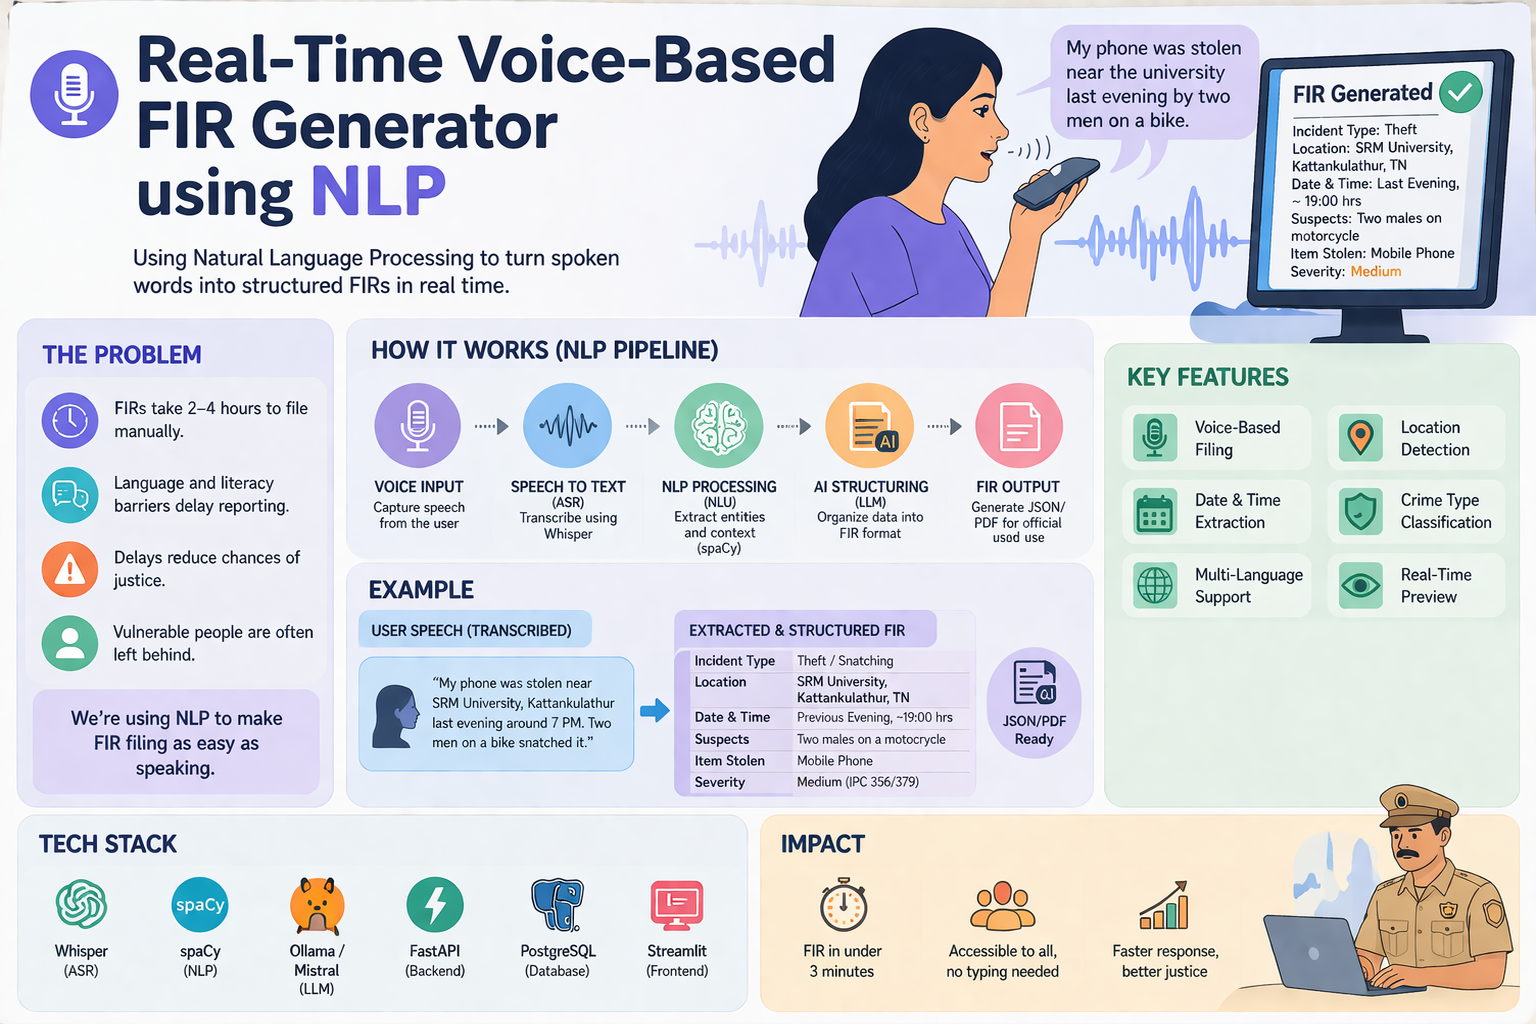 Real-Time Voice-Based
FIR Generator
using NLP
Using Natural Language Processing to turn spoken
words into structured FIRs in real time.
My phone was stolen
near the university
last evening by two
men on a bike.
FIR Generated
Incident Type: Theft
Location: SRM University,
Kattankulathur, TN
Date & Time: Last Evening,
~ 19:00 hrs
Suspects: Two males on
motorcycle
Item Stolen: Mobile Phone
Severity: Medium
THE PROBLEM
FIRs take 2–4 hours to file
manually.
Language and literacy
barriers delay reporting.
Delays reduce chances of
justice.
Vulnerable people are often
left behind.
We're using NLP to make
FIR filing as easy as
speaking.
HOW IT WORKS (NLP PIPELINE)
VOICE INPUT
Capture speech
from the user
SPEECH TO TEXT
(ASR)
Transcribe using
Whisper
NLP PROCESSING
(NLU)
Extract entities
and context
(spaCy)
AI
AI STRUCTURING
(LLM)
Organize data into
FIR format
FIR OUTPUT
Generate JSON/
PDF for official
usod use
EXAMPLE
USER SPEECH (TRANSCRIBED)
“My phone was stolen near
SRM University, Kattankulathur
last evening around 7 PM. Two
men on a bike snatched it.”
EXTRACTED & STRUCTURED FIR
Incident Type Theft / Snatching
Location SRM University,
Kattankulathur, TN
Date & Time Previous Evening, ~19:00 hrs
Suspects Two males on a motocrycle
Item Stolen Mobile Phone
Severity Medium (IPC 356/379)
JSON/PDF
Ready
KEY FEATURES
Voice-Based
Filing
Location
Detection
Date & Time
Extraction
Crime Type
Classification
Multi-Language
Support
Real-Time
Preview
TECH STACK
Whisper
(ASR)
spaCy
spaCy
(NLP)
Ollama /
Mistral
(LLM)
FastAPI
(Backend)
PostgreSQL
(Database)
Streamlit
(Frontend)
IMPACT
FIR in under
3 minutes
Accessible to all,
no typing needed
Faster response,
better justice